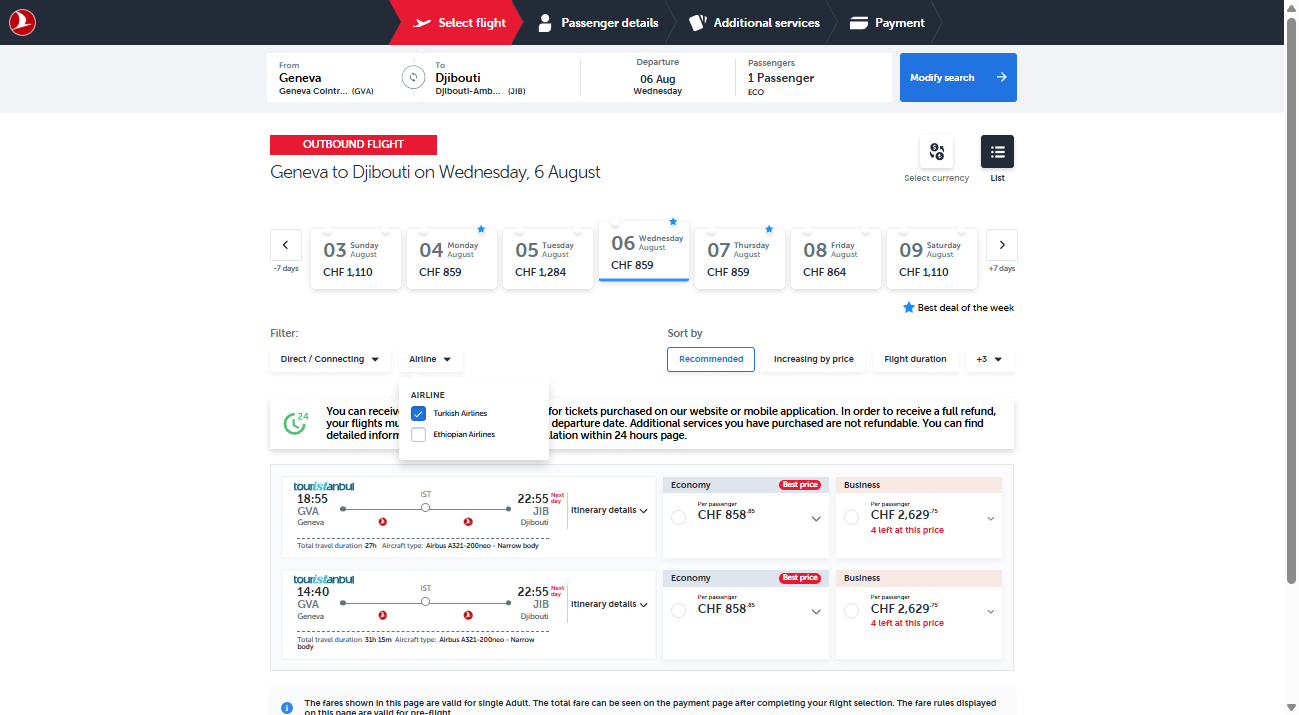 Select flight
Passenger details
Additional services
Payment
From
Geneva
Geneva Cointr... (GVA)
To
Djibouti
Djibouti-Amb... (JIB)
Departure
06 Aug
Wednesday
Passengers
1 Passenger
ECO
Modify search
OUTBOUND FLIGHT
Geneva to Djibouti on Wednesday, 6 August
Select currency
List
-7 days
03 Sunday August
CHF 1,110
04 Monday August
CHF 859
05 Tuesday August
CHF 1,284
06 Wednesday August
CHF 859
07 Thursday August
CHF 859
08 Friday August
CHF 864
09 Saturday August
CHF 1,110
+7 days
Best deal of the week
Filter:
Direct / Connecting
Airline
Sort by
Recommended
Increasing by price
Flight duration
+3
AIRLINE
Turkish Airlines
Ethiopian Airlines
24
You can receiv for tickets purchased on our website or mobile application. In order to receive a full refund,
your flights mu departure date. Additional services you have purchased are not refundable. You can find
detailed inform llation within 24 hours page.
touristanbul
18:55
GVA
Geneva
IST
22:55 Next day
JIB
Djibouti
Itinerary details
Total travel duration 27h Aircraft type: Airbus A321-200neo - Narrow body
Economy
Best price
Per passenger
CHF 858.85
Business
Per passenger
CHF 2,629.75
4 left at this price
touristanbul
14:40
GVA
Geneva
IST
22:55 Next day
JIB
Djibouti
Itinerary details
Total travel duration 31h 15m Aircraft type: Airbus A321-200neo - Narrow
body
Economy
Best price
Per passenger
CHF 858.85
Business
Per passenger
CHF 2,629.75
4 left at this price
The fares shown in this page are valid for single Adult. The total fare can be seen on the payment page after completing your flight selection. The fare rules displayed
on this page are valid for pre-flight.